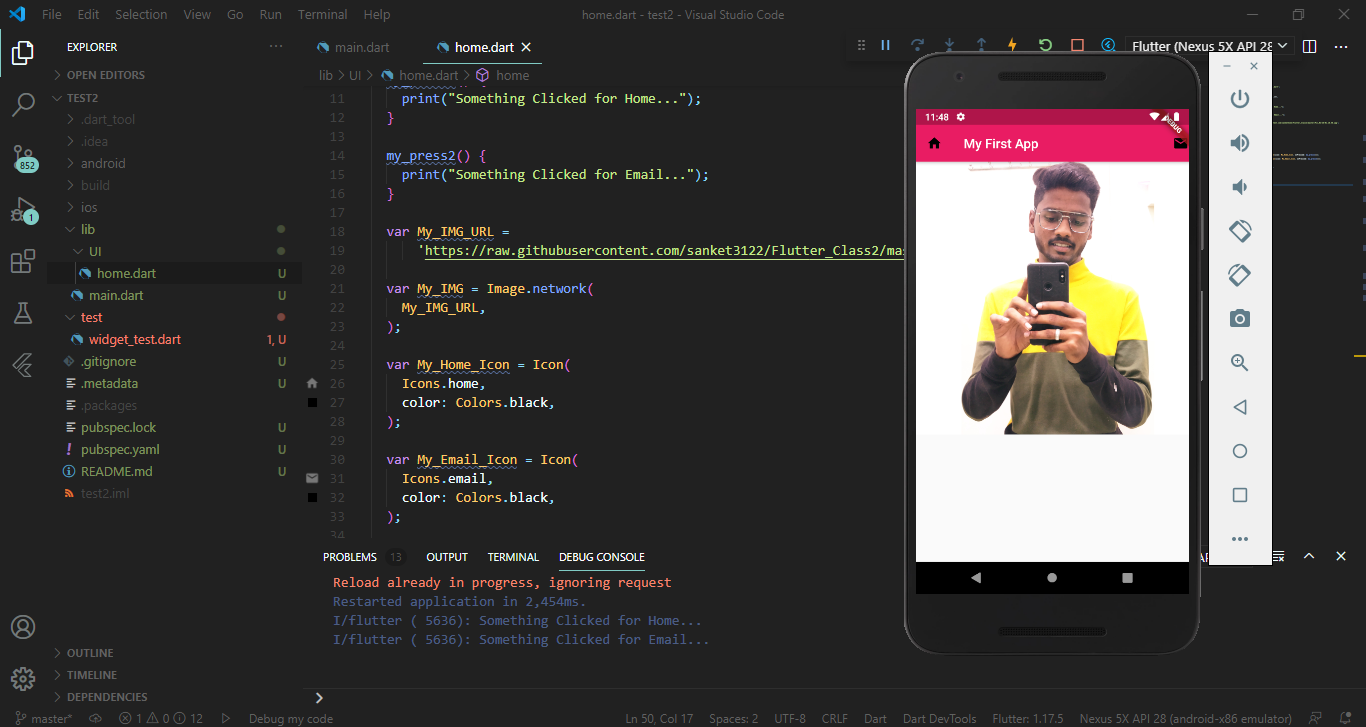 File Edit Selection View Go Run Terminal Help
home.dart - test2 - Visual Studio Code
EXPLORER
OPEN EDITORS
TEST2
.dart_tool
.idea
android
build
ios
lib
UI
home.dart U
main.dart U
test
widget_test.dart 1, U
.gitignore U
.metadata U
.packages
pubspec.lock U
pubspec.yaml U
README.md U
test2.iml
OUTLINE
TIMELINE
DEPENDENCIES
852
1
main.dart
home.dart
Flutter (Nexus 5X API 28
lib > UI > home.dart > home
11 print("Something Clicked for Home...");
12 }
13
14 my_press2() {
15 print("Something Clicked for Email...");
16 }
17
18 var My_IMG_URL =
19 'https://raw.githubusercontent.com/sanket3122/Flutter_Class2/mas
20
21 var My_IMG = Image.network(
22 My_IMG_URL,
23 );
24
25 var My_Home_Icon = Icon(
26 Icons.home,
27 color: Colors.black,
28 );
29
30 var My_Email_Icon = Icon(
31 Icons.email,
32 color: Colors.black,
33 );
34
11:48
DEBUG
My First App
PROBLEMS 13 OUTPUT TERMINAL DEBUG CONSOLE
Reload already in progress, ignoring request
Restarted application in 2,454ms.
I/flutter ( 5636): Something Clicked for Home...
I/flutter ( 5636): Something Clicked for Email...
master* 1 0 12 Debug my code
Ln 50, Col 17 Spaces: 2 UTF-8 CRLF Dart Dart DevTools Flutter: 1.17.5 Nexus 5X API 28 (android-x86 emulator)